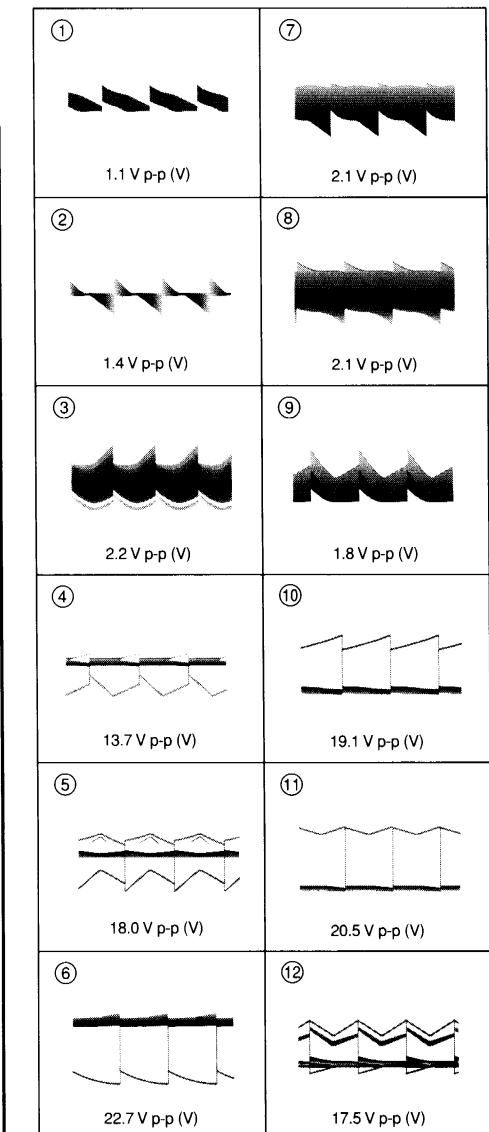 ①
1.1 V p-p (V)
②
1.4 V p-p (V)
③
2.2 V p-p (V)
④
13.7 V p-p (V)
⑤
18.0 V p-p (V)
⑥
22.7 V p-p (V)
⑦
2.1 V p-p (V)
⑧
2.1 V p-p (V)
⑨
1.8 V p-p (V)
⑩
19.1 V p-p (V)
⑪
20.5 V p-p (V)
⑫
17.5 V p-p (V)